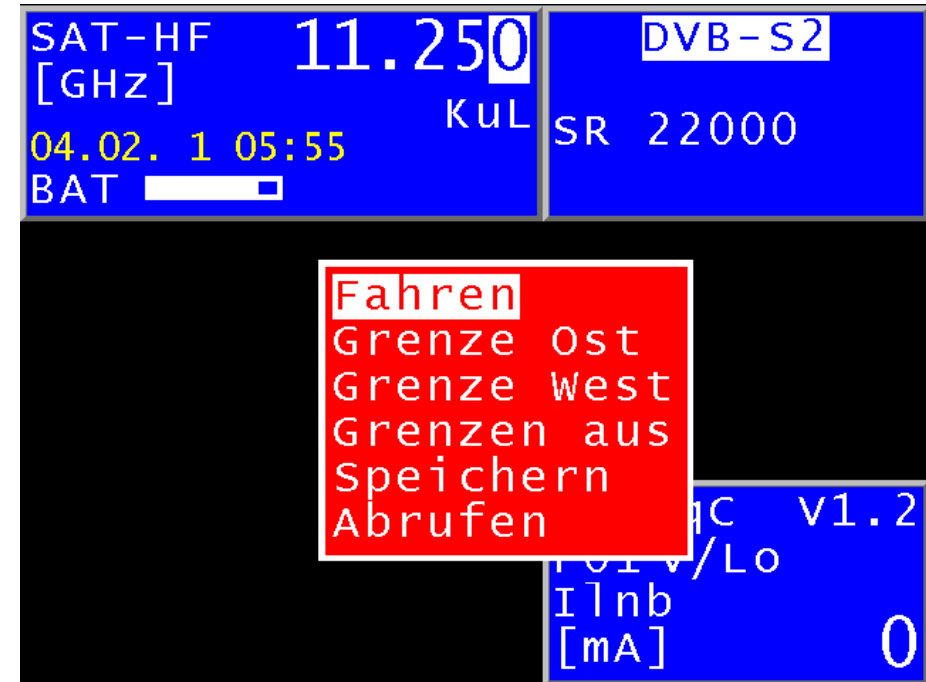 SAT-HF 11.250
[GHz]
KuL
04.02. 1 05:55
BAT
DVB-S2
SR 22000
Fahren
Grenze Ost
Grenze West
Grenzen aus
Speichern
Abrufen
V1.2
V/Lo
Ilnb
[mA] 0